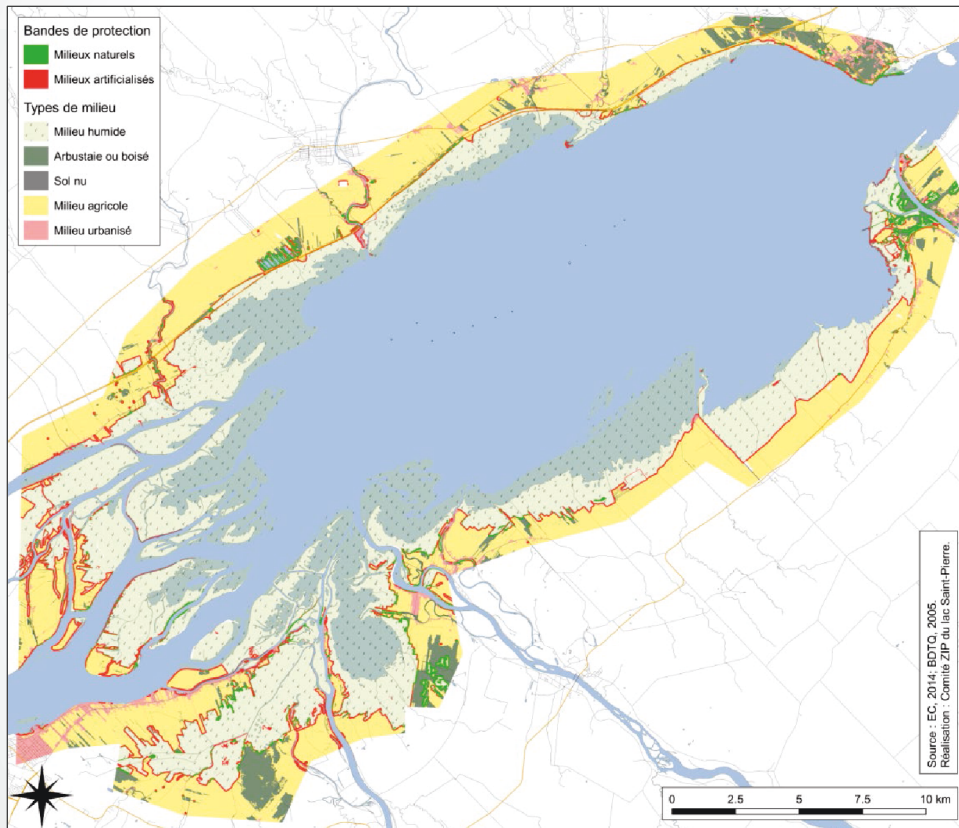 Bandes de protection
Milieux naturels
Milieux artificialisés
Types de milieu
Milieu humide
Arbustaie ou boisé
Sol nu
Milieu agricole
Milieu urbanisé
Source : EC, 2014; BDTQ, 2005.
Réalisation : Comité ZIP du lac Saint-Pierre.
0 2.5 5 7.5 10 km